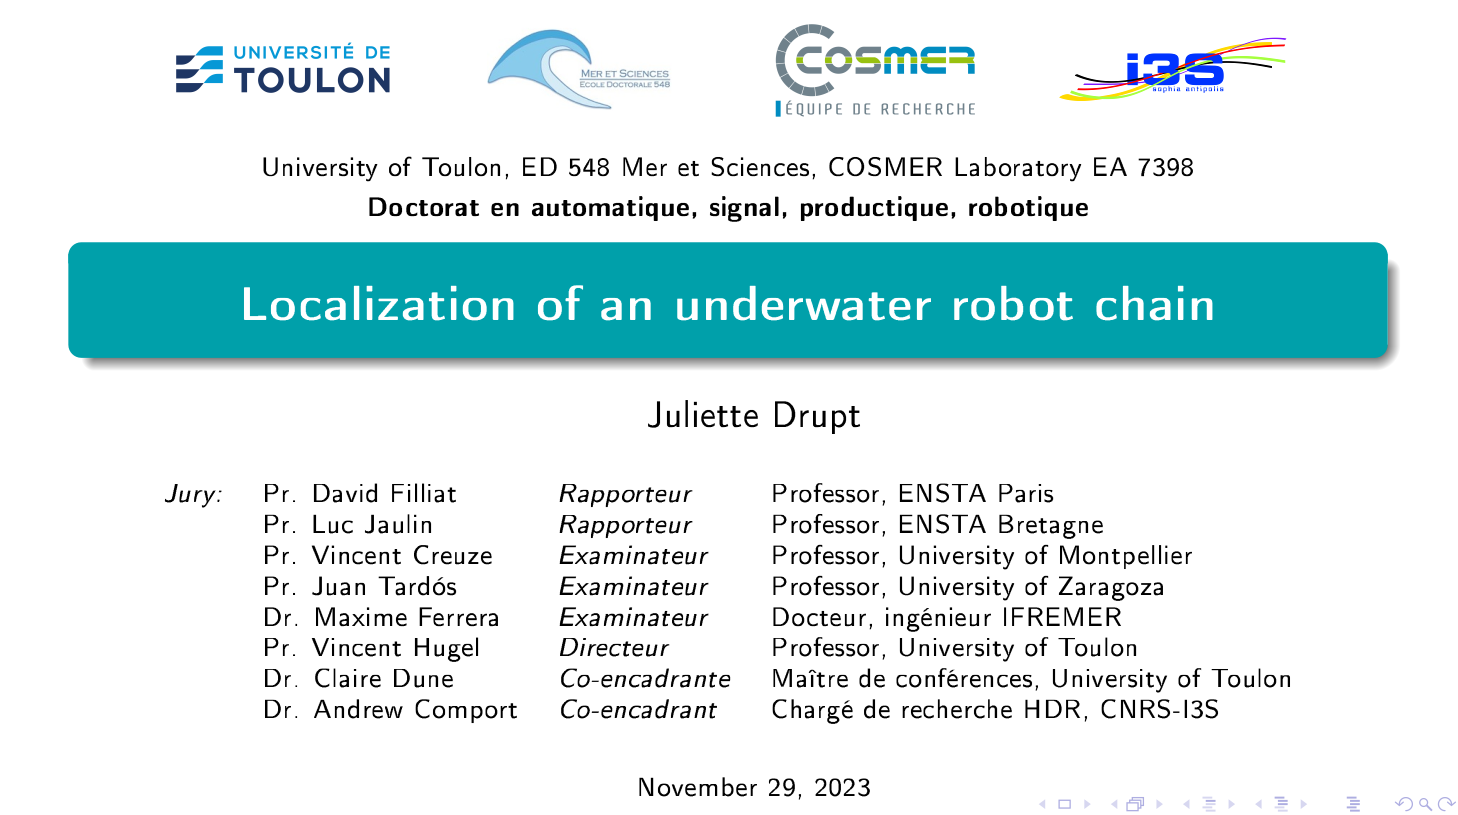 UNIVERSITÉ DE
TOULON
MER ET SCIENCES
ECOLE DOCTORALE 548
COSMER
ÉQUIPE DE RECHERCHE
i3S
sophia antipolis
University of Toulon, ED 548 Mer et Sciences, COSMER Laboratory EA 7398
Doctorat en automatique, signal, productique, robotique
Localization of an underwater robot chain
Juliette Drupt
Jury: Pr. David Filliat Rapporteur Professor, ENSTA Paris
Pr. Luc Jaulin Rapporteur Professor, ENSTA Bretagne
Pr. Vincent Creuze Examinateur Professor, University of Montpellier
Pr. Juan Tardós Examinateur Professor, University of Zaragoza
Dr. Maxime Ferrera Examinateur Docteur, ingénieur IFREMER
Pr. Vincent Hugel Directeur Professor, University of Toulon
Dr. Claire Dune Co-encadrante Maître de conférences, University of Toulon
Dr. Andrew Comport Co-encadrant Chargé de recherche HDR, CNRS-I3S
November 29, 2023